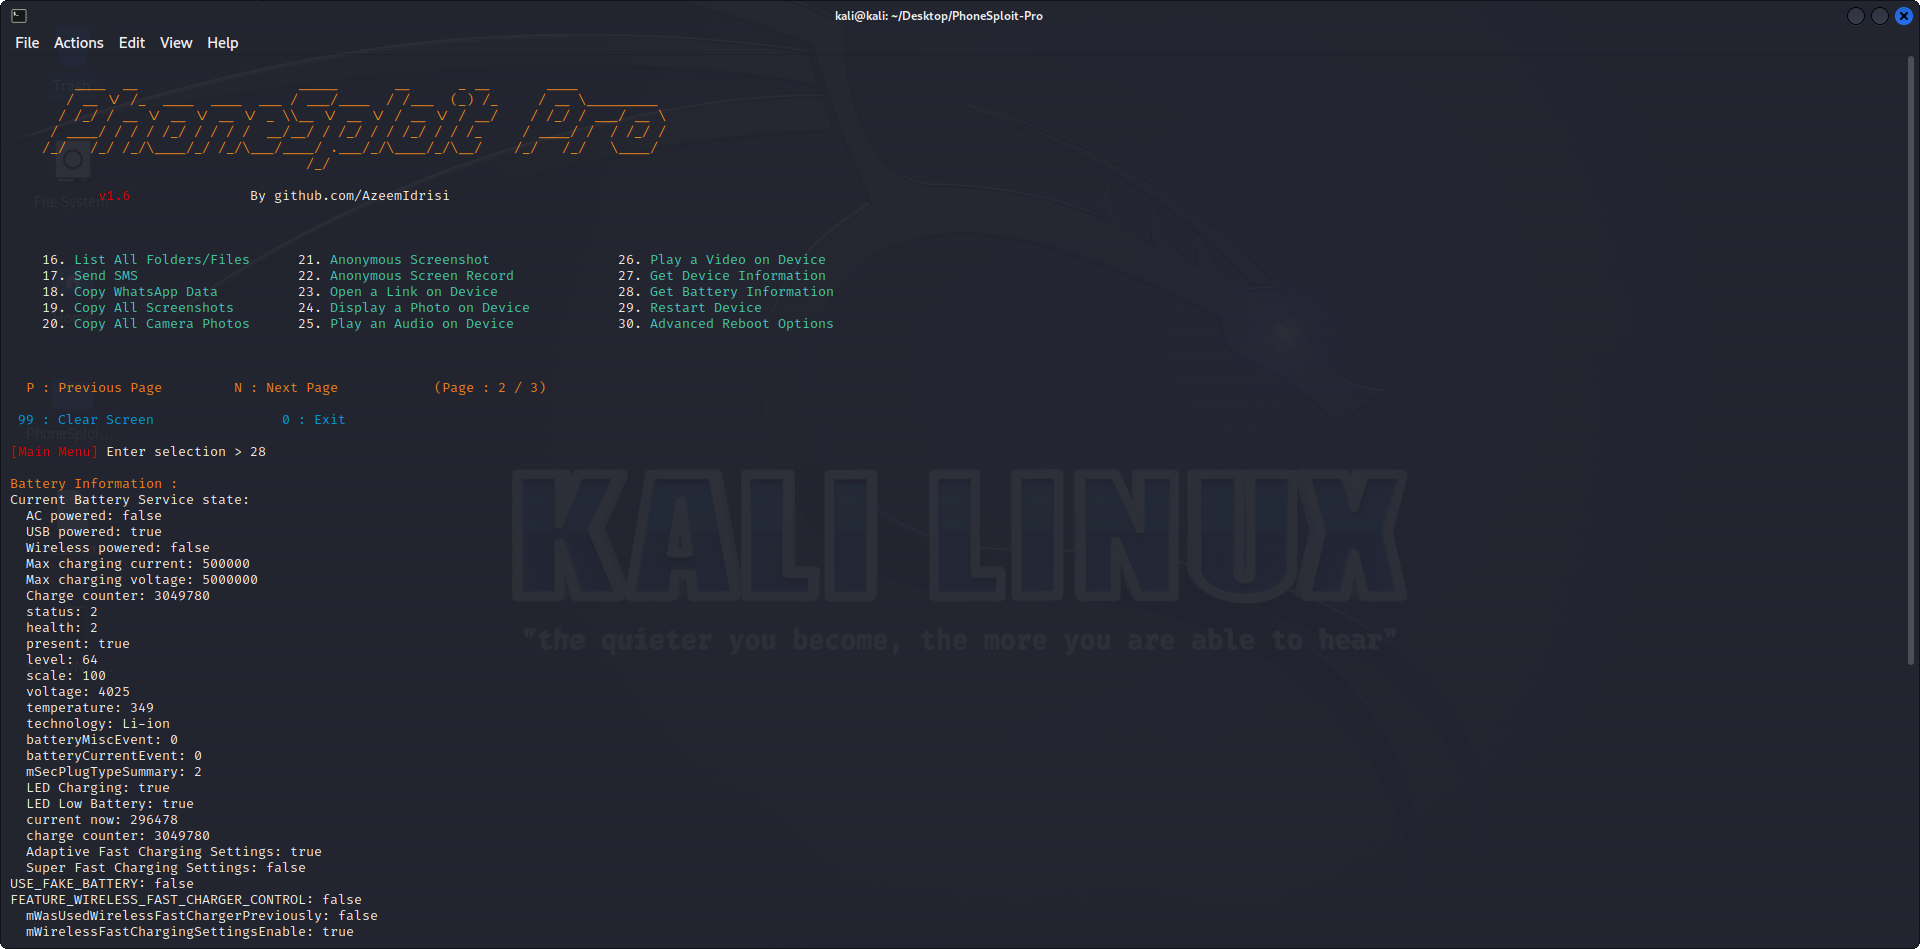 kali@kali: ~/Desktop/PhoneSploit-Pro
File Actions Edit View Help
Trash
PhoneSploit Pro
File System
v1.6 By github.com/AzeemIdrisi
16. List All Folders/Files 21. Anonymous Screenshot 26. Play a Video on Device
17. Send SMS 22. Anonymous Screen Record 27. Get Device Information
18. Copy WhatsApp Data 23. Open a Link on Device 28. Get Battery Information
19. Copy All Screenshots 24. Display a Photo on Device 29. Restart Device
20. Copy All Camera Photos 25. Play an Audio on Device 30. Advanced Reboot Options
P : Previous Page N : Next Page (Page : 2 / 3)
99 : Clear Screen 0 : Exit
PhoneSploi...
[Main Menu] Enter selection > 28
Battery Information :
Current Battery Service state:
AC powered: false
USB powered: true
Wireless powered: false
Max charging current: 500000
Max charging voltage: 5000000
Charge counter: 3049780
status: 2
health: 2
present: true
level: 64
scale: 100
voltage: 4025
temperature: 349
technology: Li-ion
batteryMiscEvent: 0
batteryCurrentEvent: 0
mSecPlugTypeSummary: 2
LED Charging: true
LED Low Battery: true
current now: 296478
charge counter: 3049780
Adaptive Fast Charging Settings: true
Super Fast Charging Settings: false
USE_FAKE_BATTERY: false
FEATURE_WIRELESS_FAST_CHARGER_CONTROL: false
mWasUsedWirelessFastChargerPreviously: false
mWirelessFastChargingSettingsEnable: true
KALI LINUX
"the quieter you become, the more you are able to hear"